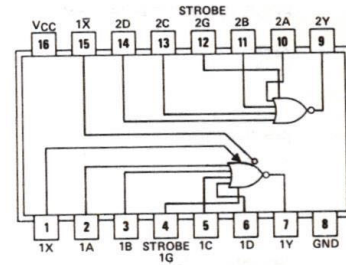 STROBE
VCC 1X̅ 2D 2C 2G 2B 2A 2Y
16 15 14 13 12 11 10 9
1 2 3 4 5 6 7 8
1X 1A 1B STROBE 1C 1D 1Y GND
1G